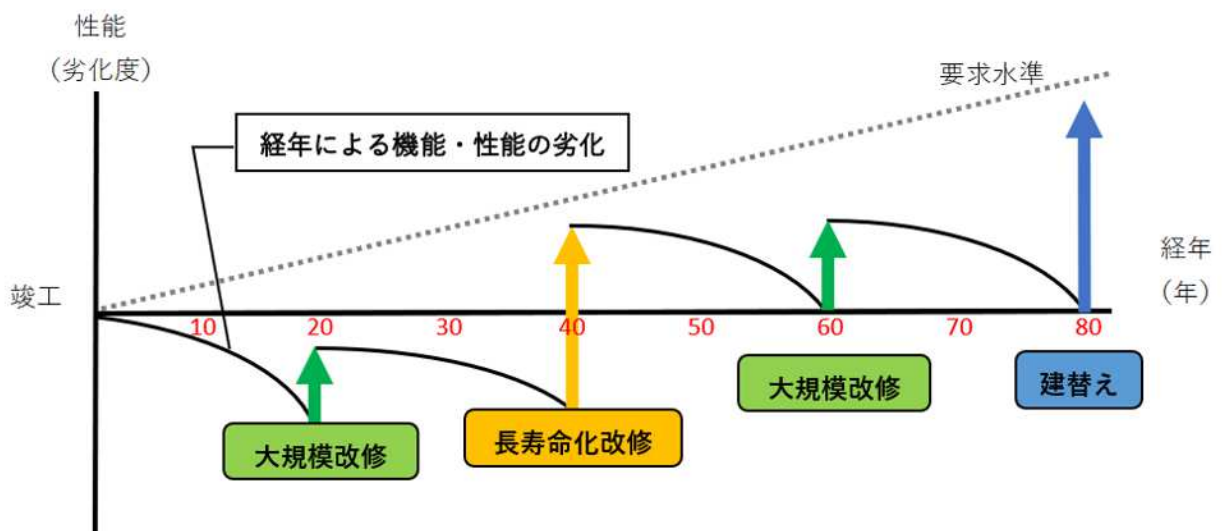 性能
（劣化度）
要求水準
経年による機能・性能の劣化
経年
（年）
竣工
10 20 30 40 50 60 70 80
大規模改修
建替え
大規模改修
長寿命化改修